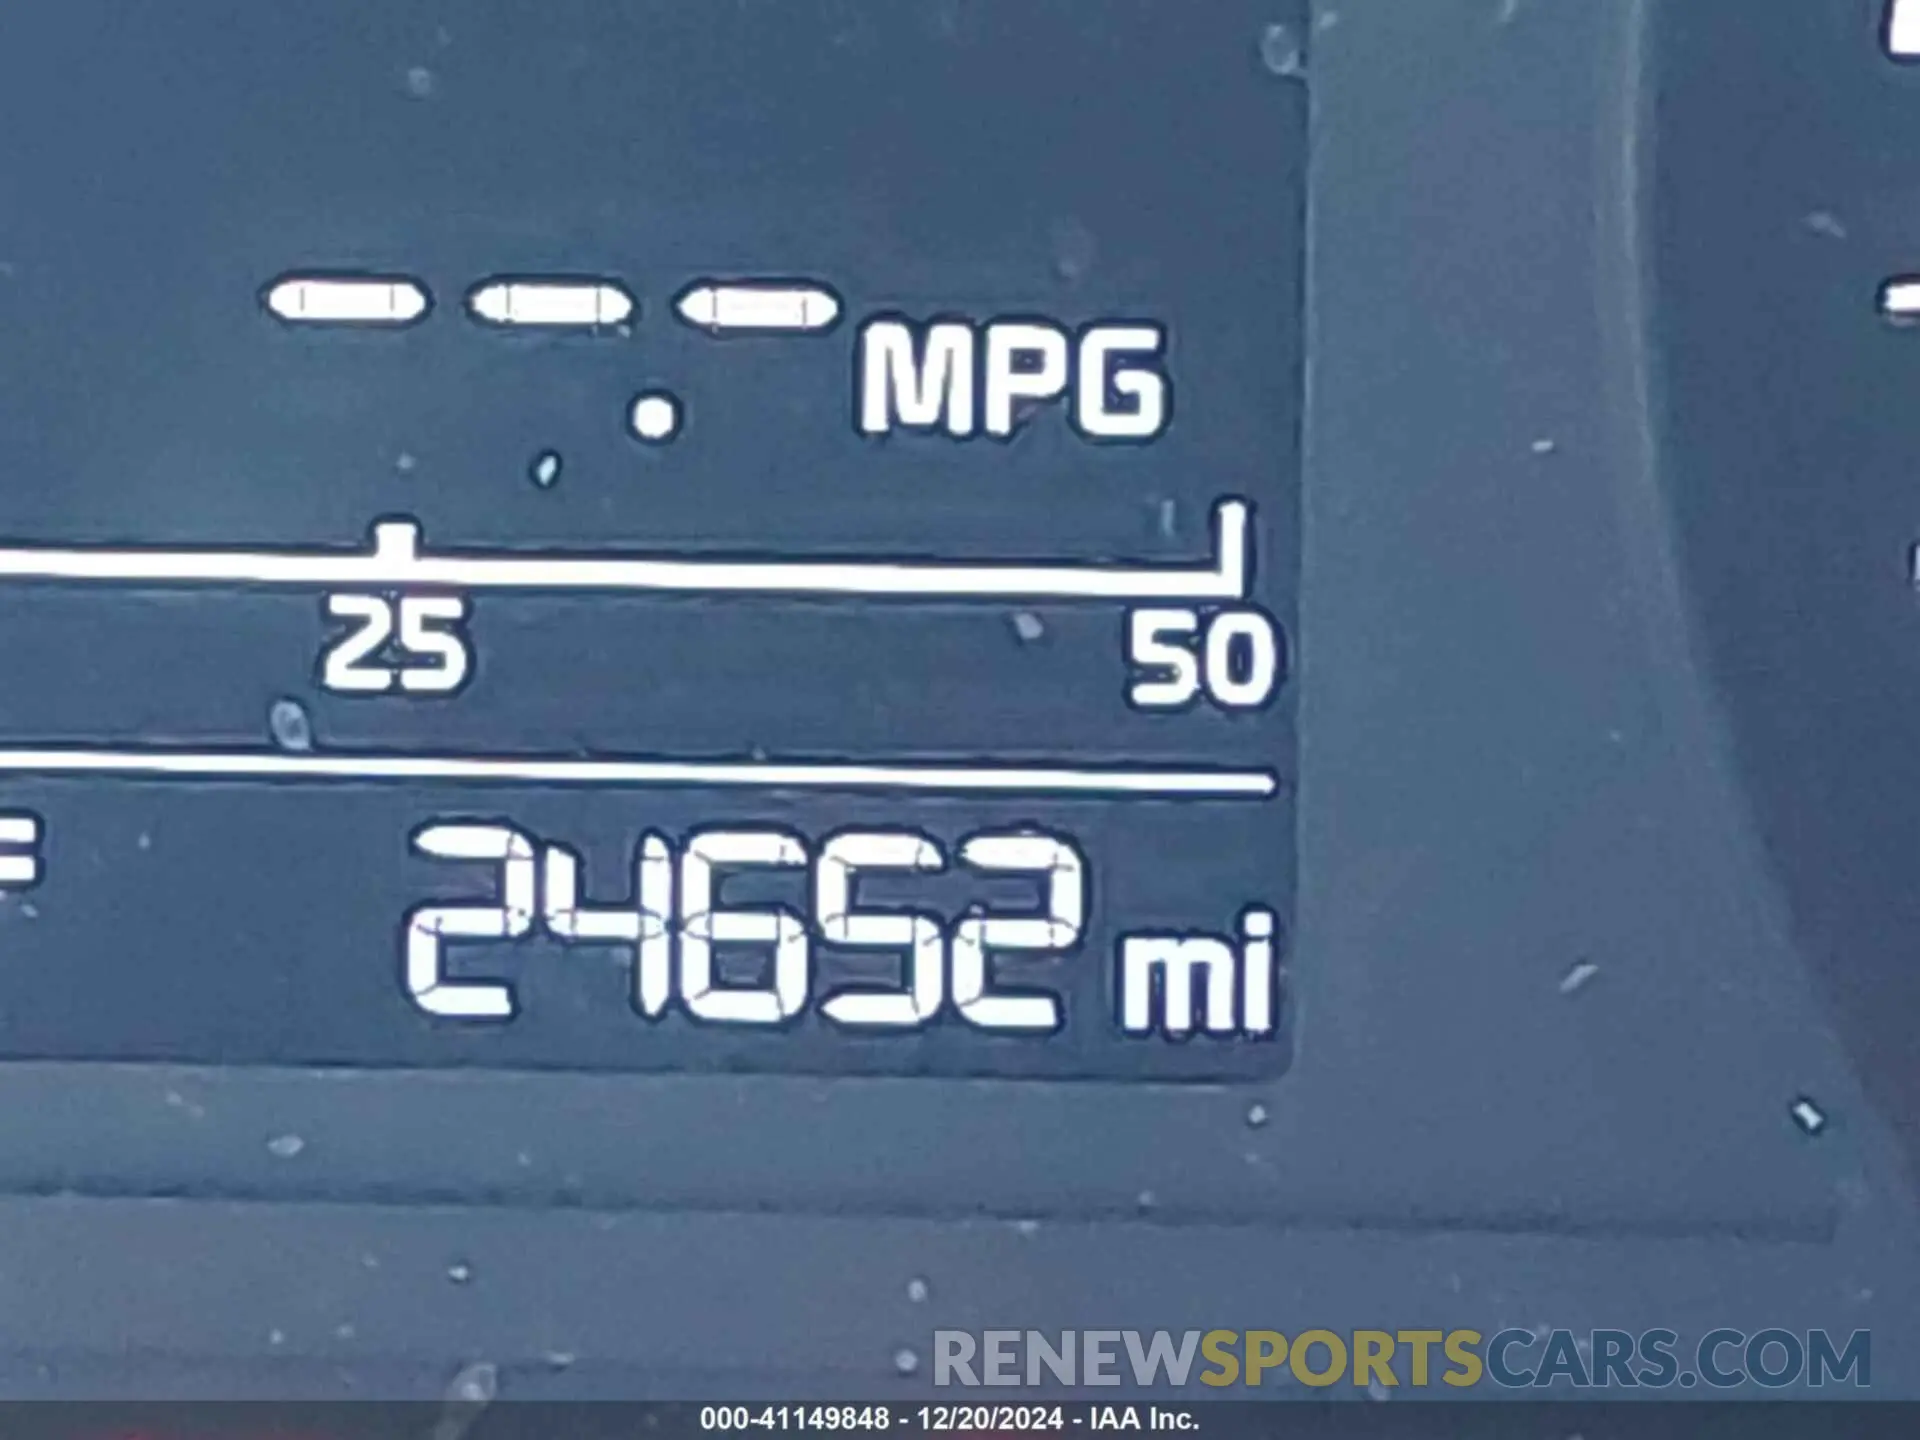 --- MPG
25 50
F 24652 mi
RENEWSPORTSCARS.COM
000-41149848 - 12/20/2024 - IAA Inc.